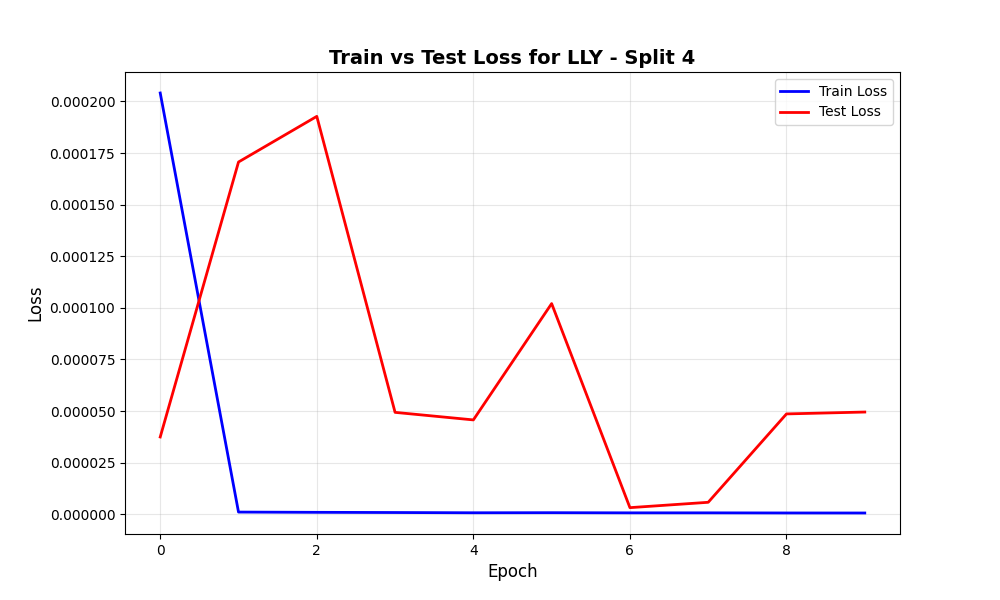 Train vs Test Loss for LLY - Split 4
Train Loss
Test Loss
0.000200
0.000175
0.000150
0.000125
0.000100
0.000075
0.000050
0.000025
0.000000
Loss
0 2 4 6 8
Epoch